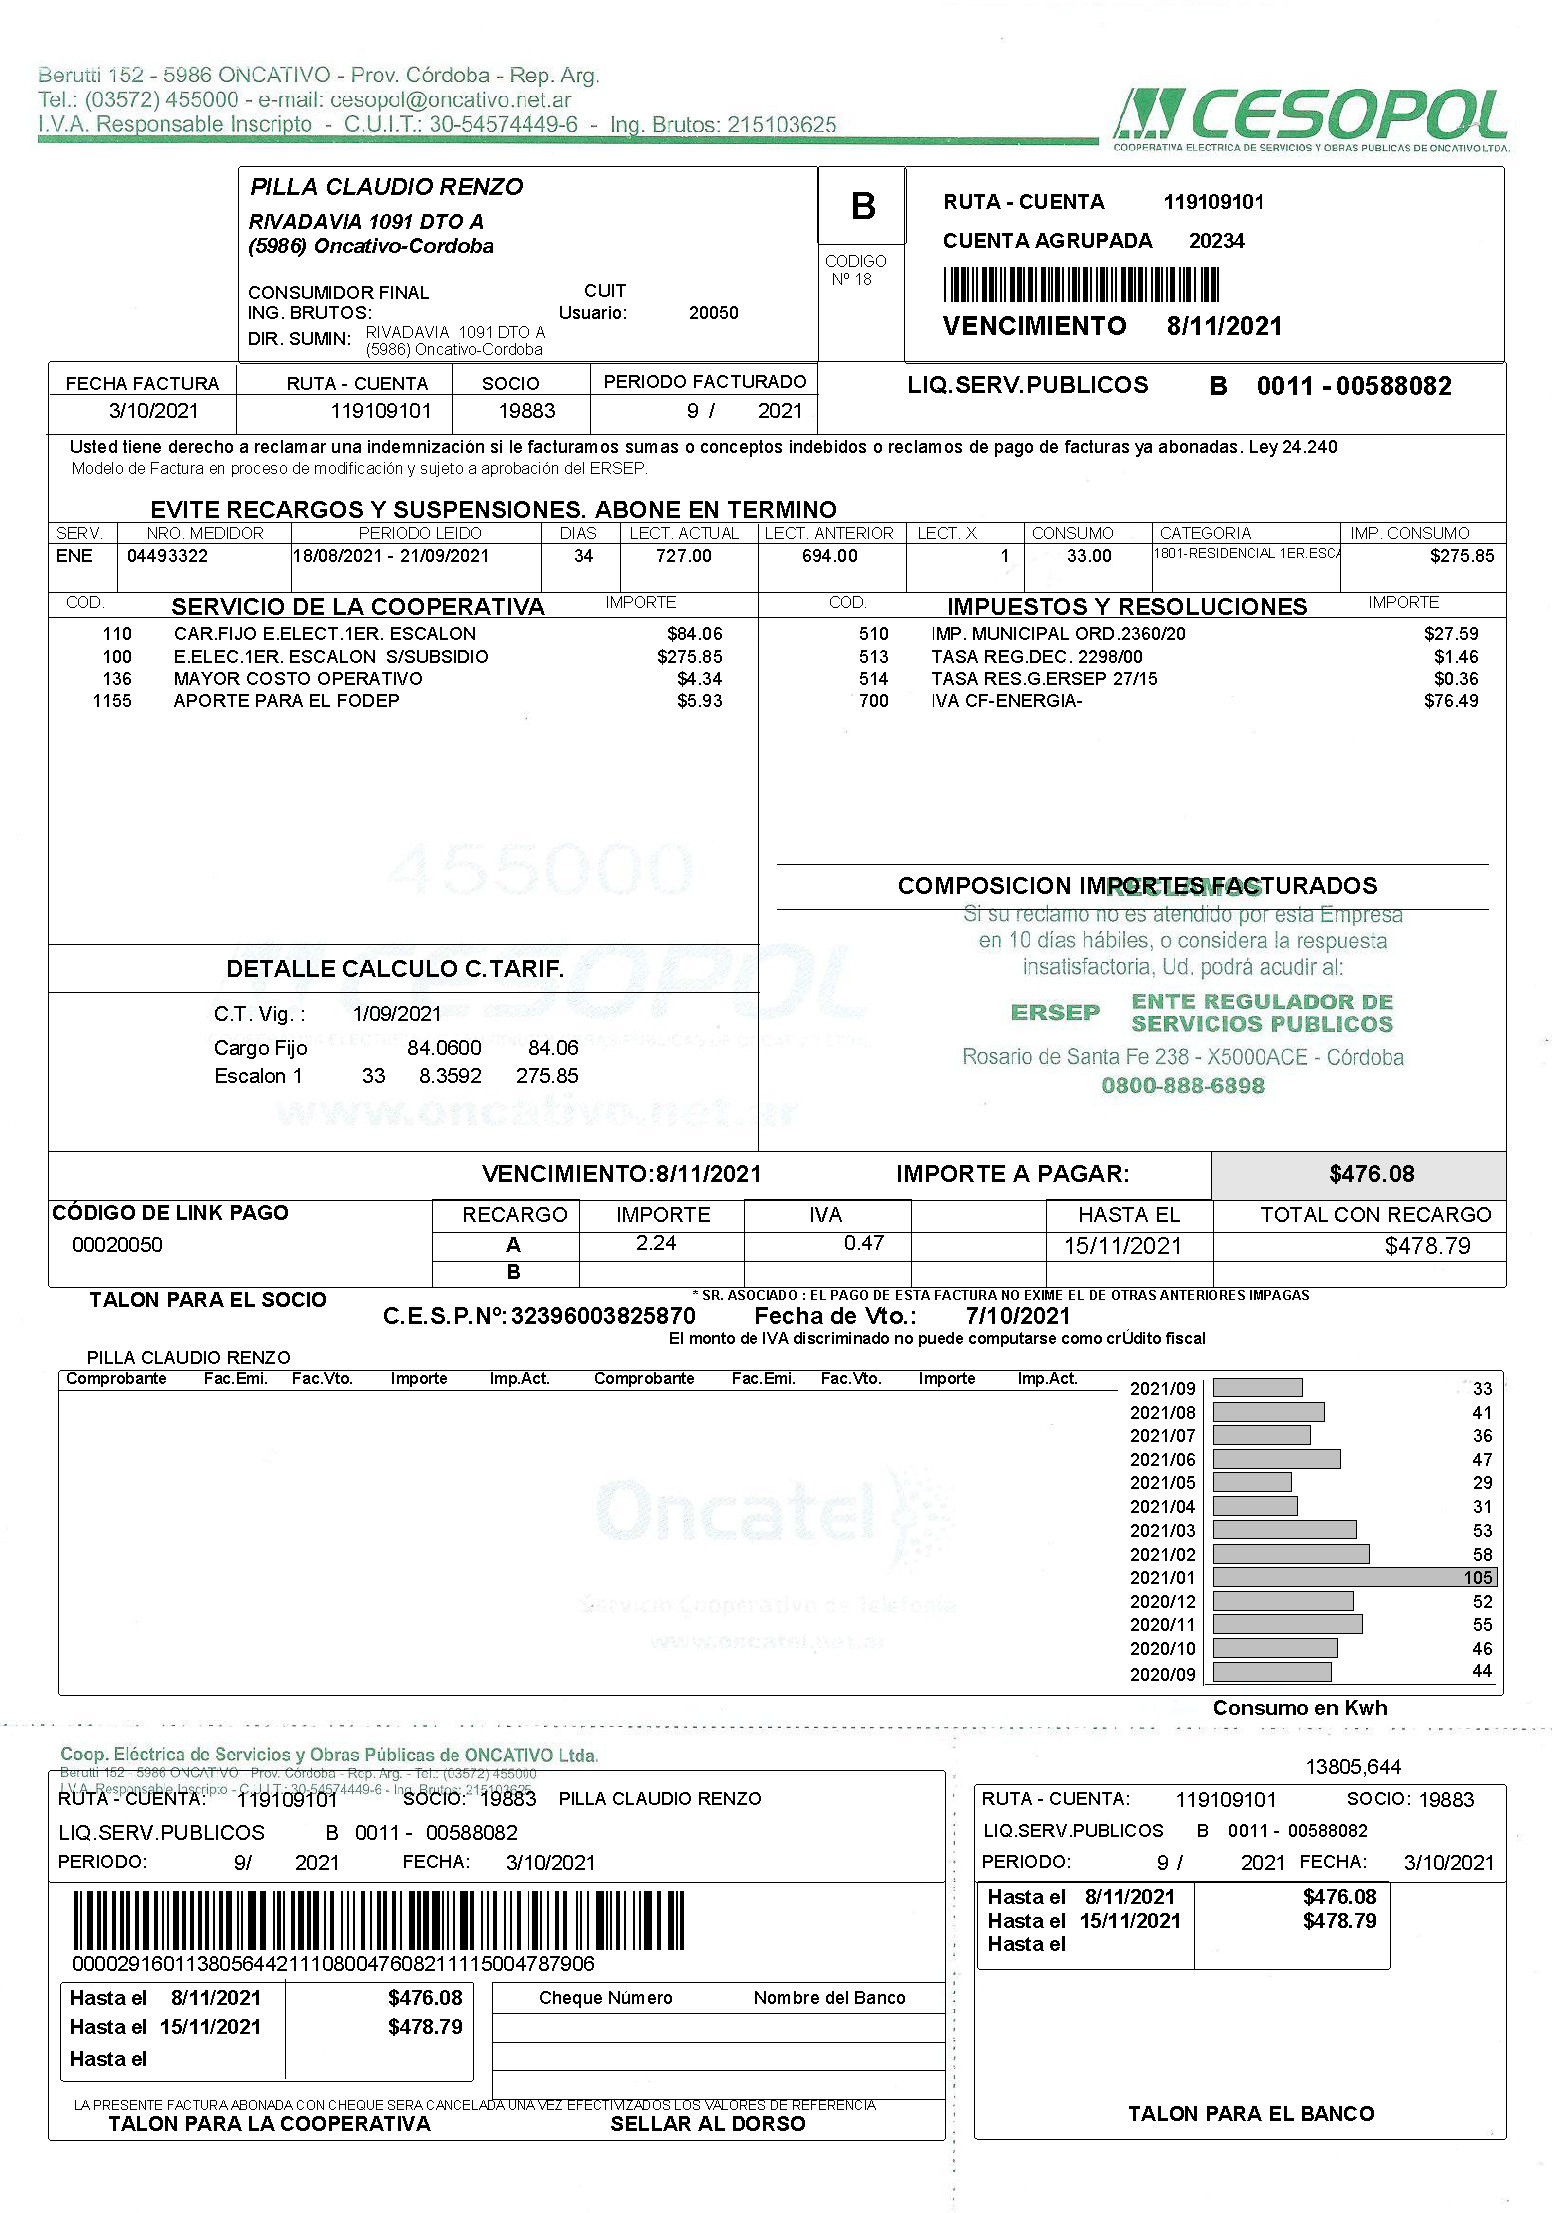 Berutti 152 - 5986 ONCATIVO - Prov. Córdoba - Rep. Arg.
Tel.: (03572) 455000 - e-mail: cesopol@oncativo.net.ar
I.V.A. Responsable Inscripto - C.U.I.T.: 30-54574449-6 - Ing. Brutos: 215103625
CESOPOL
COOPERATIVA ELECTRICA DE SERVICIOS Y OBRAS PUBLICAS DE ONCATIVO LTDA.
PILLA CLAUDIO RENZO
RIVADAVIA 1091 DTO A
(5986) Oncativo-Cordoba
CONSUMIDOR FINAL CUIT
ING. BRUTOS: Usuario: 20050
DIR. SUMIN: RIVADAVIA 1091 DTO A
(5986) Oncativo-Cordoba
B
CODIGO
Nº 18
RUTA - CUENTA 119109101
CUENTA AGRUPADA 20234
VENCIMIENTO 8/11/2021
FECHA FACTURA RUTA - CUENTA SOCIO PERIODO FACTURADO
3/10/2021 119109101 19883 9 / 2021
LIQ.SERV.PUBLICOS B 0011 - 00588082
Usted tiene derecho a reclamar una indemnización si le facturamos sumas o conceptos indebidos o reclamos de pago de facturas ya abonadas. Ley 24.240
Modelo de Factura en proceso de modificación y sujeto a aprobación del ERSEP.
EVITE RECARGOS Y SUSPENSIONES. ABONE EN TERMINO
SERV. NRO. MEDIDOR PERIODO LEIDO DIAS LECT. ACTUAL LECT. ANTERIOR LECT. X CONSUMO CATEGORIA IMP. CONSUMO
ENE 04493322 18/08/2021 - 21/09/2021 34 727.00 694.00 1 33.00 1801-RESIDENCIAL 1ER.ESCA $275.85
COD. SERVICIO DE LA COOPERATIVA IMPORTE
110 CAR.FIJO E.ELECT.1ER. ESCALON $84.06
100 E.ELEC.1ER. ESCALON S/SUBSIDIO $275.85
136 MAYOR COSTO OPERATIVO $4.34
1155 APORTE PARA EL FODEP $5.93
COD. IMPUESTOS Y RESOLUCIONES IMPORTE
510 IMP. MUNICIPAL ORD.2360/20 $27.59
513 TASA REG.DEC. 2298/00 $1.46
514 TASA RES.G.ERSEP 27/15 $0.36
700 IVA CF-ENERGIA- $76.49
455000
CESOPOL
www.oncativo.net.ar
COMPOSICION IMPORTES FACTURADOS
RECLAMOS
Si su reclamo no es atendido por esta Empresa
en 10 días hábiles, o considera la respuesta
insatisfactoria, Ud. podrá acudir al:
ERSEP ENTE REGULADOR DE
SERVICIOS PUBLICOS
Rosario de Santa Fe 238 - X5000ACE - Córdoba
0800-888-6898
DETALLE CALCULO C.TARIF.
C.T. Vig. : 1/09/2021
Cargo Fijo 84.0600 84.06
Escalon 1 33 8.3592 275.85
VENCIMIENTO:8/11/2021 IMPORTE A PAGAR: $476.08
CÓDIGO DE LINK PAGO
00020050
RECARGO IMPORTE IVA HASTA EL TOTAL CON RECARGO
A 2.24 0.47 15/11/2021 $478.79
B
TALON PARA EL SOCIO
* SR. ASOCIADO : EL PAGO DE ESTA FACTURA NO EXIME EL DE OTRAS ANTERIORES IMPAGAS
C.E.S.P.Nº: 32396003825870 Fecha de Vto.: 7/10/2021
El monto de IVA discriminado no puede computarse como crÚdito fiscal
PILLA CLAUDIO RENZO
Comprobante Fac.Emi. Fac.Vto. Importe Imp.Act. Comprobante Fac.Emi. Fac.Vto. Importe Imp.Act.
2021/09 33
2021/08 41
2021/07 36
2021/06 47
2021/05 29
2021/04 31
2021/03 53
2021/02 58
2021/01 105
2020/12 52
2020/11 55
2020/10 46
2020/09 44
Consumo en Kwh
Oncatel
Servicio Cooperativo de Telefonía
www.oncatel.net.ar
Coop. Eléctrica de Servicios y Obras Públicas de ONCATIVO Ltda.
Berutti 152 - 5986 ONCATIVO - Prov. Córdoba - Rep. Arg. - Tel.: (03572) 455000
I.V.A. Responsable Inscripto - C.U.I.T.: 30-54574449-6 - Ing. Brutos: 215103625
RUTA - CUENTA: 119109101 SOCIO: 19883 PILLA CLAUDIO RENZO
LIQ.SERV.PUBLICOS B 0011 - 00588082
PERIODO: 9/ 2021 FECHA: 3/10/2021
0000291601138056442111080047608211115004787906
Hasta el 8/11/2021 $476.08
Hasta el 15/11/2021 $478.79
Hasta el
Cheque Número Nombre del Banco
LA PRESENTE FACTURA ABONADA CON CHEQUE SERA CANCELADA UNA VEZ EFECTIVIZADOS LOS VALORES DE REFERENCIA
TALON PARA LA COOPERATIVA SELLAR AL DORSO
13805,644
RUTA - CUENTA: 119109101 SOCIO: 19883
LIQ.SERV.PUBLICOS B 0011 - 00588082
PERIODO: 9 / 2021 FECHA: 3/10/2021
Hasta el 8/11/2021 $476.08
Hasta el 15/11/2021 $478.79
Hasta el
TALON PARA EL BANCO